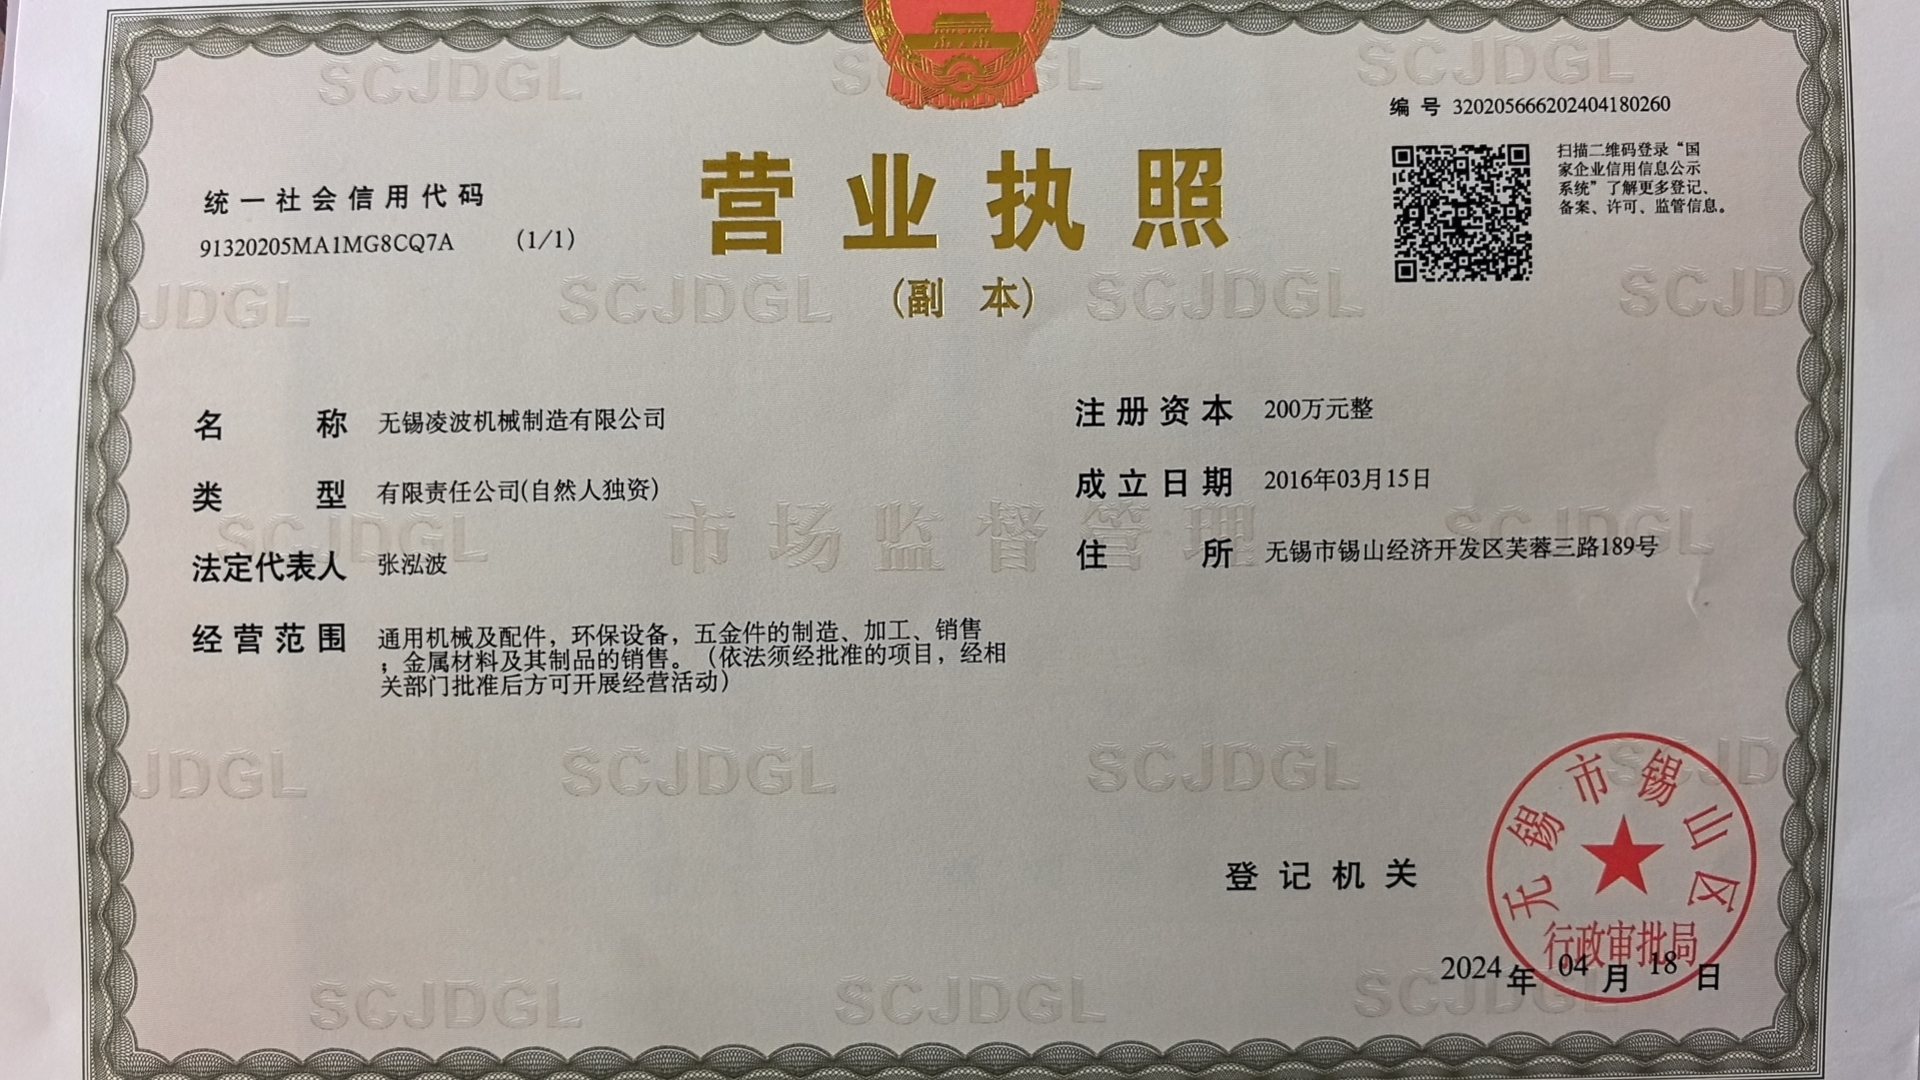 编号 320205666202404180260
统一社会信用代码
91320205MA1MG8CQ7A (1/1)
营业执照
(副 本)
扫描二维码登录“国
家企业信用信息公示
系统”了解更多登记、
备案、许可、监管信息。
名称 无锡凌波机械制造有限公司
类型 有限责任公司(自然人独资)
法定代表人 张泓波
经营范围 通用机械及配件，环保设备，五金件的制造、加工、销售
；金属材料及其制品的销售。（依法须经批准的项目，经相
关部门批准后方可开展经营活动）
注册资本 200万元整
成立日期 2016年03月15日
住所 无锡市锡山经济开发区芙蓉三路189号
登记机关
无锡市锡山区
行政审批局
2024年04月18日
SCJDGL
SCJDGL
SCJDGL
JDGL
SCJDGL
SCJDGL
SCJD
SCJDGL
市场监督管理
SCJDGL
JDGL
SCJDGL
SCJDGL
SCJD
SCJDGL
SCJDGL
SCJDGL